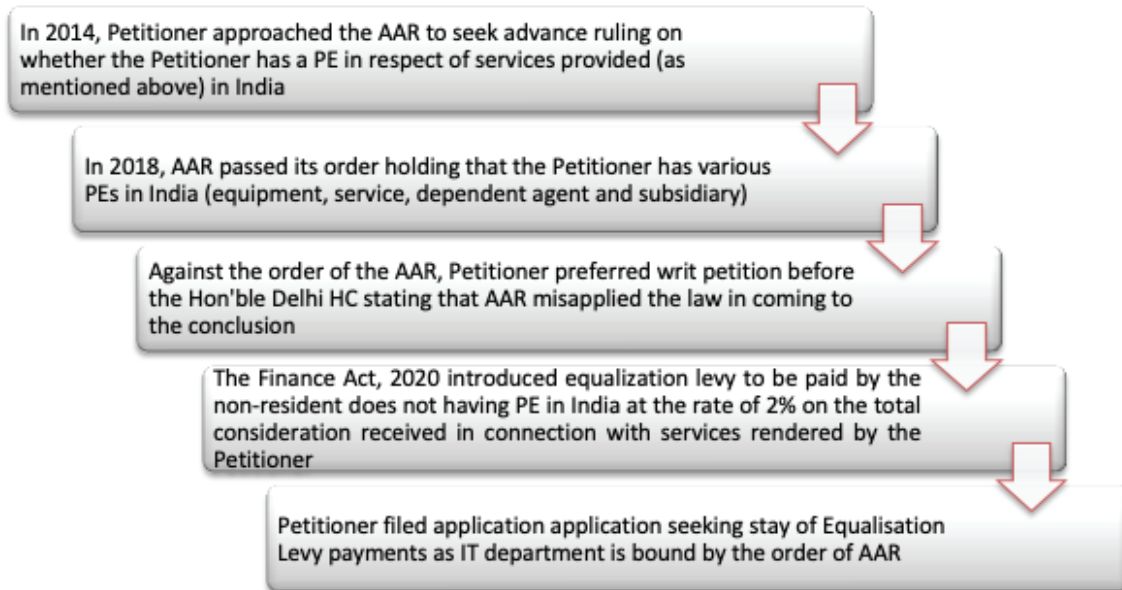 In 2014, Petitioner approached the AAR to seek advance ruling on
whether the Petitioner has a PE in respect of services provided (as
mentioned above) in India
In 2018, AAR passed its order holding that the Petitioner has various
PEs in India (equipment, service, dependent agent and subsidiary)
Against the order of the AAR, Petitioner preferred writ petition before
the Hon'ble Delhi HC stating that AAR misapplied the law in coming to
the conclusion
The Finance Act, 2020 introduced equalization levy to be paid by the
non-resident does not having PE in India at the rate of 2% on the total
consideration received in connection with services rendered by the
Petitioner
Petitioner filed application application seeking stay of Equalisation
Levy payments as IT department is bound by the order of AAR